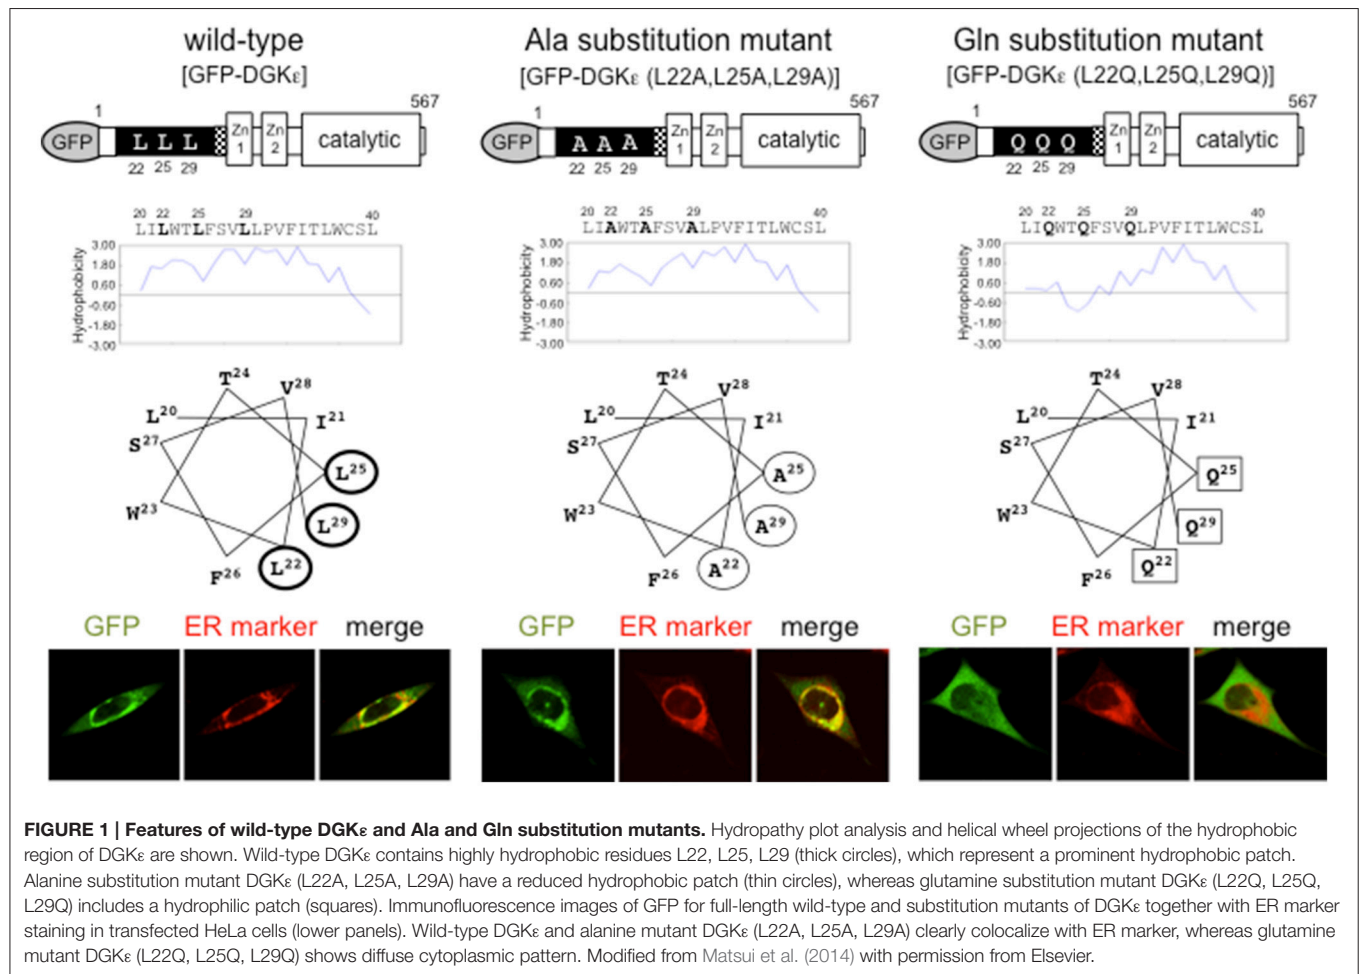 wild-type
[GFP-DGKε]
1
567
GFP
L L L
Zn 1
Zn 2
catalytic
22 25 29
20 22 25 29 40
LILWTLFSVLLPVFITLWCSL
Hydrophobicity
3.00
1.80
0.60
-0.60
-1.80
-3.00
T24
V28
L20
I21
S27
L25
W23
L29
F26
L22
GFP ER marker merge
Ala substitution mutant
[GFP-DGKε (L22A,L25A,L29A)]
1
567
GFP
A A A
Zn 1
Zn 2
catalytic
22 25 29
20 22 25 29 40
LIAWTAFSVALPVFITLWCSL
Hydrophobicity
3.00
1.80
0.60
-0.60
-1.80
-3.00
T24
V28
L20
I21
S27
A25
W23
A29
F26
A22
GFP ER marker merge
Gln substitution mutant
[GFP-DGKε (L22Q,L25Q,L29Q)]
1
567
GFP
Q Q Q
Zn 1
Zn 2
catalytic
22 25 29
20 22 25 29 40
LIQWTQFSVQLPVFITLWCSL
Hydrophobicity
3.00
1.80
0.60
-0.60
-1.80
-3.00
T24
V28
L20
I21
S27
Q25
W23
Q29
F26
Q22
GFP ER marker merge
FIGURE 1 | Features of wild-type DGKε and Ala and Gln substitution mutants. Hydropathy plot analysis and helical wheel projections of the hydrophobic
region of DGKε are shown. Wild-type DGKε contains highly hydrophobic residues L22, L25, L29 (thick circles), which represent a prominent hydrophobic patch.
Alanine substitution mutant DGKε (L22A, L25A, L29A) have a reduced hydrophobic patch (thin circles), whereas glutamine substitution mutant DGKε (L22Q, L25Q,
L29Q) includes a hydrophilic patch (squares). Immunofluorescence images of GFP for full-length wild-type and substitution mutants of DGKε together with ER marker
staining in transfected HeLa cells (lower panels). Wild-type DGKε and alanine mutant DGKε (L22A, L25A, L29A) clearly colocalize with ER marker, whereas glutamine
mutant DGKε (L22Q, L25Q, L29Q) shows diffuse cytoplasmic pattern. Modified from Matsui et al. (2014) with permission from Elsevier.